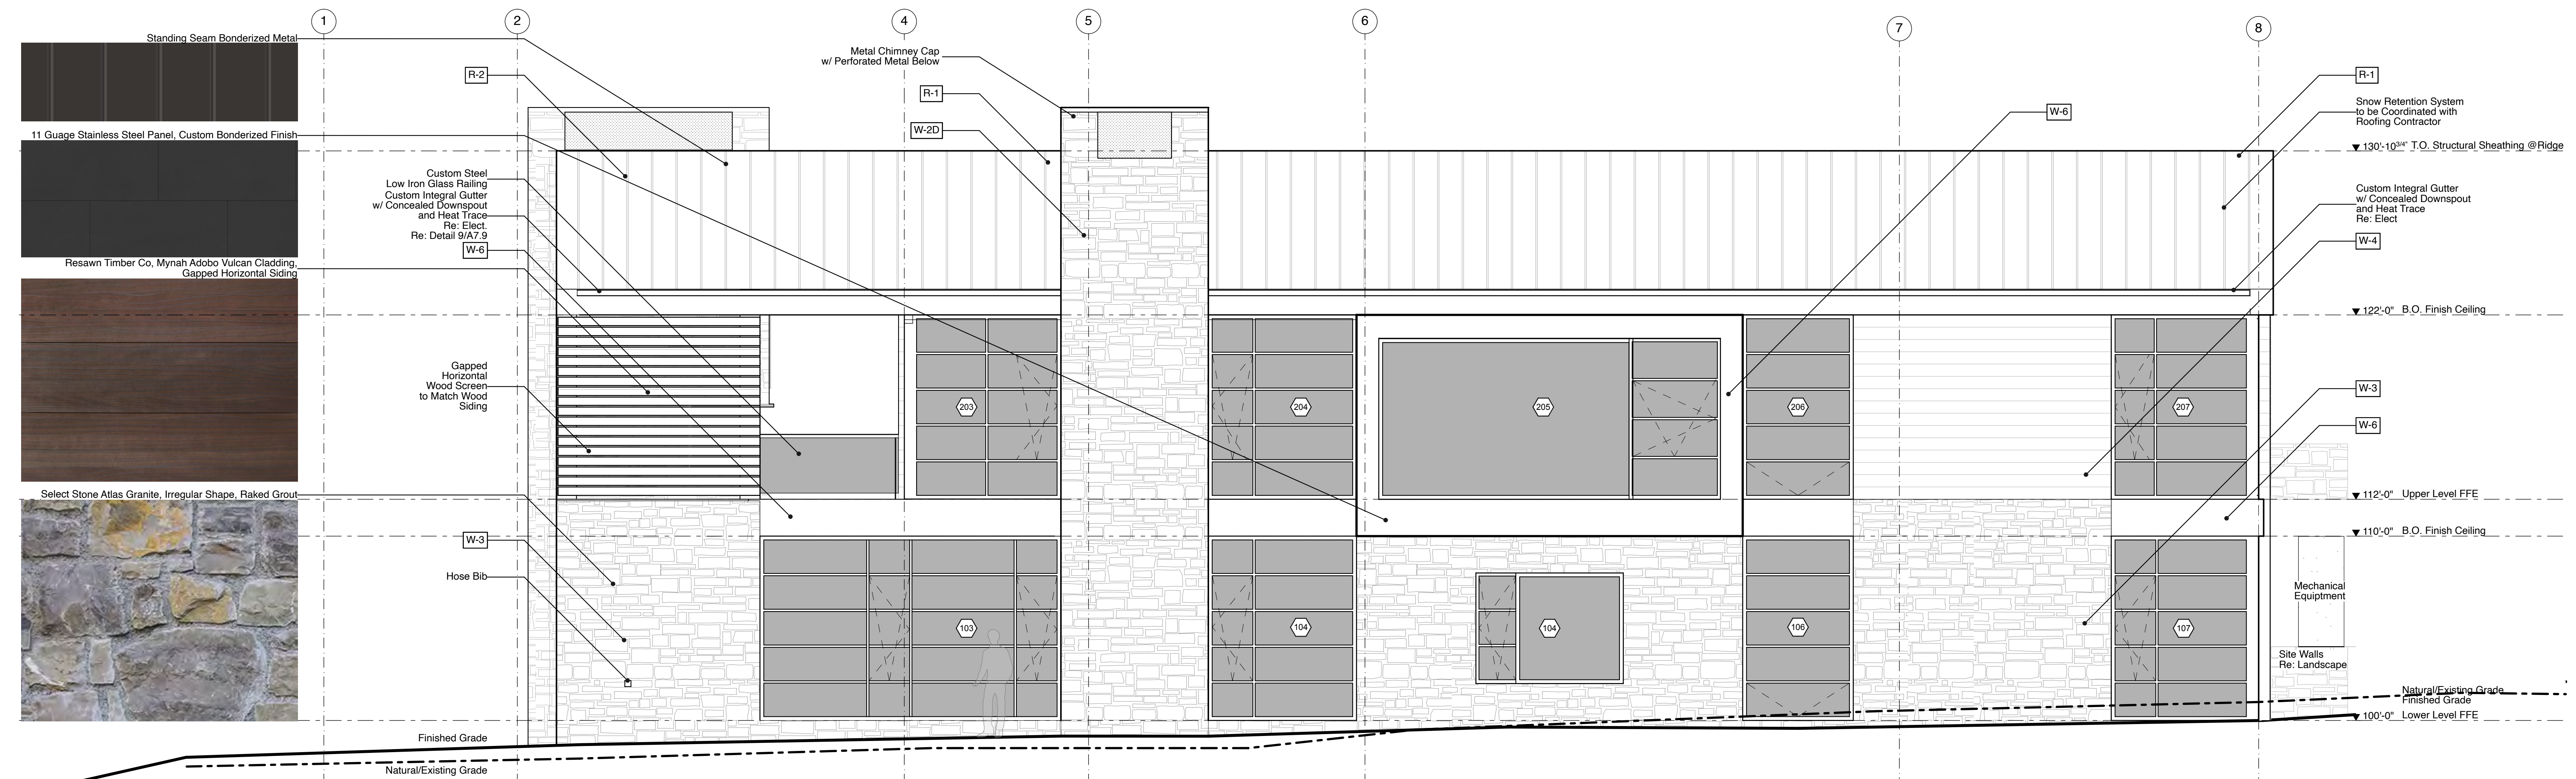 1
2
4
5
6
7
8
Standing Seam Bonderized Metal
R-2
11 Guage Stainless Steel Panel, Custom Bonderized Finish
Custom Steel
Low Iron Glass Railing
Custom Integral Gutter
w/ Concealed Downspout
and Heat Trace
Re: Elect.
Re: Detail 9/A7.9
W-6
Resawn Timber Co, Mynah Adobo Vulcan Cladding,
Gapped Horizontal Siding
Gapped
Horizontal
Wood Screen
to Match Wood
Siding
Select Stone Atlas Granite, Irregular Shape, Raked Grout
W-3
Hose Bib
Finished Grade
Natural/Existing Grade
Metal Chimney Cap
w/ Perforated Metal Below
R-1
W-2D
W-6
203
204
205
206
207
103
104
104
106
107
R-1
Snow Retention System
to be Coordinated with
Roofing Contractor
130'-10 3/4" T.O. Structural Sheathing @Ridge
Custom Integral Gutter
w/ Concealed Downspout
and Heat Trace
Re: Elect
W-4
122'-0" B.O. Finish Ceiling
W-3
W-6
112'-0" Upper Level FFE
110'-0" B.O. Finish Ceiling
Mechanical
Equiptment
Site Walls
Re: Landscape
Natural/Existing Grade
Finished Grade
100'-0" Lower Level FFE